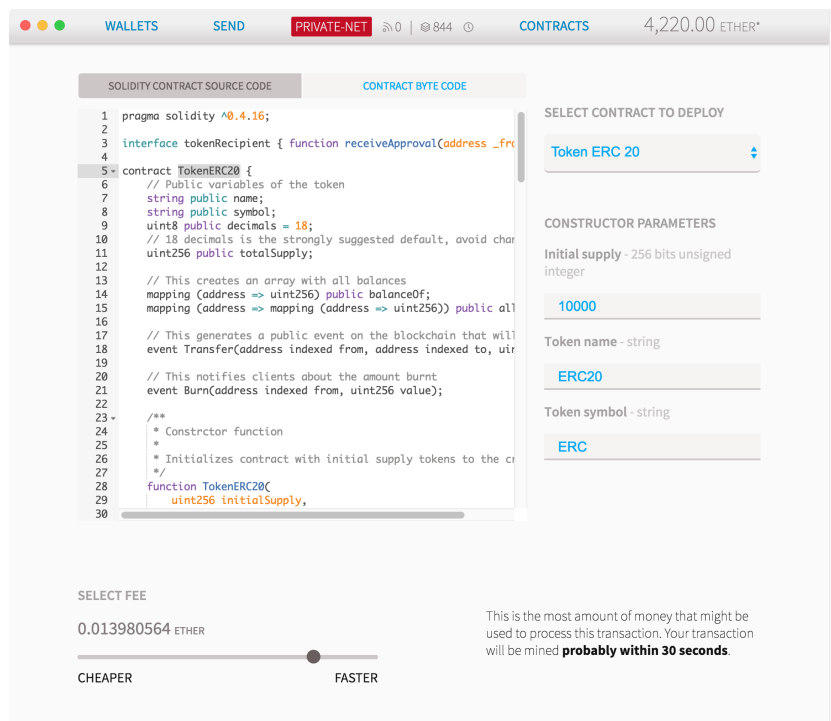 WALLETS SEND PRIVATE-NET 0 | 844 CONTRACTS 4,220.00 ETHER*
SOLIDITY CONTRACT SOURCE CODE CONTRACT BYTE CODE
1 pragma solidity ^0.4.16;
2
3 interface tokenRecipient { function receiveApproval(address _fro
4
5 contract TokenERC20 {
6 // Public variables of the token
7 string public name;
8 string public symbol;
9 uint8 public decimals = 18;
10 // 18 decimals is the strongly suggested default, avoid chan
11 uint256 public totalSupply;
12
13 // This creates an array with all balances
14 mapping (address => uint256) public balanceOf;
15 mapping (address => mapping (address => uint256)) public all
16
17 // This generates a public event on the blockchain that will
18 event Transfer(address indexed from, address indexed to, uin
19
20 // This notifies clients about the amount burnt
21 event Burn(address indexed from, uint256 value);
22
23 /**
24 * Constrctor function
25 *
26 * Initializes contract with initial supply tokens to the cr
27 */
28 function TokenERC20(
29 uint256 initialSupply,
30
SELECT CONTRACT TO DEPLOY
Token ERC 20
CONSTRUCTOR PARAMETERS
Initial supply - 256 bits unsigned
integer
10000
Token name - string
ERC20
Token symbol - string
ERC
SELECT FEE
0.013980564 ETHER
CHEAPER FASTER
This is the most amount of money that might be
used to process this transaction. Your transaction
will be mined probably within 30 seconds.